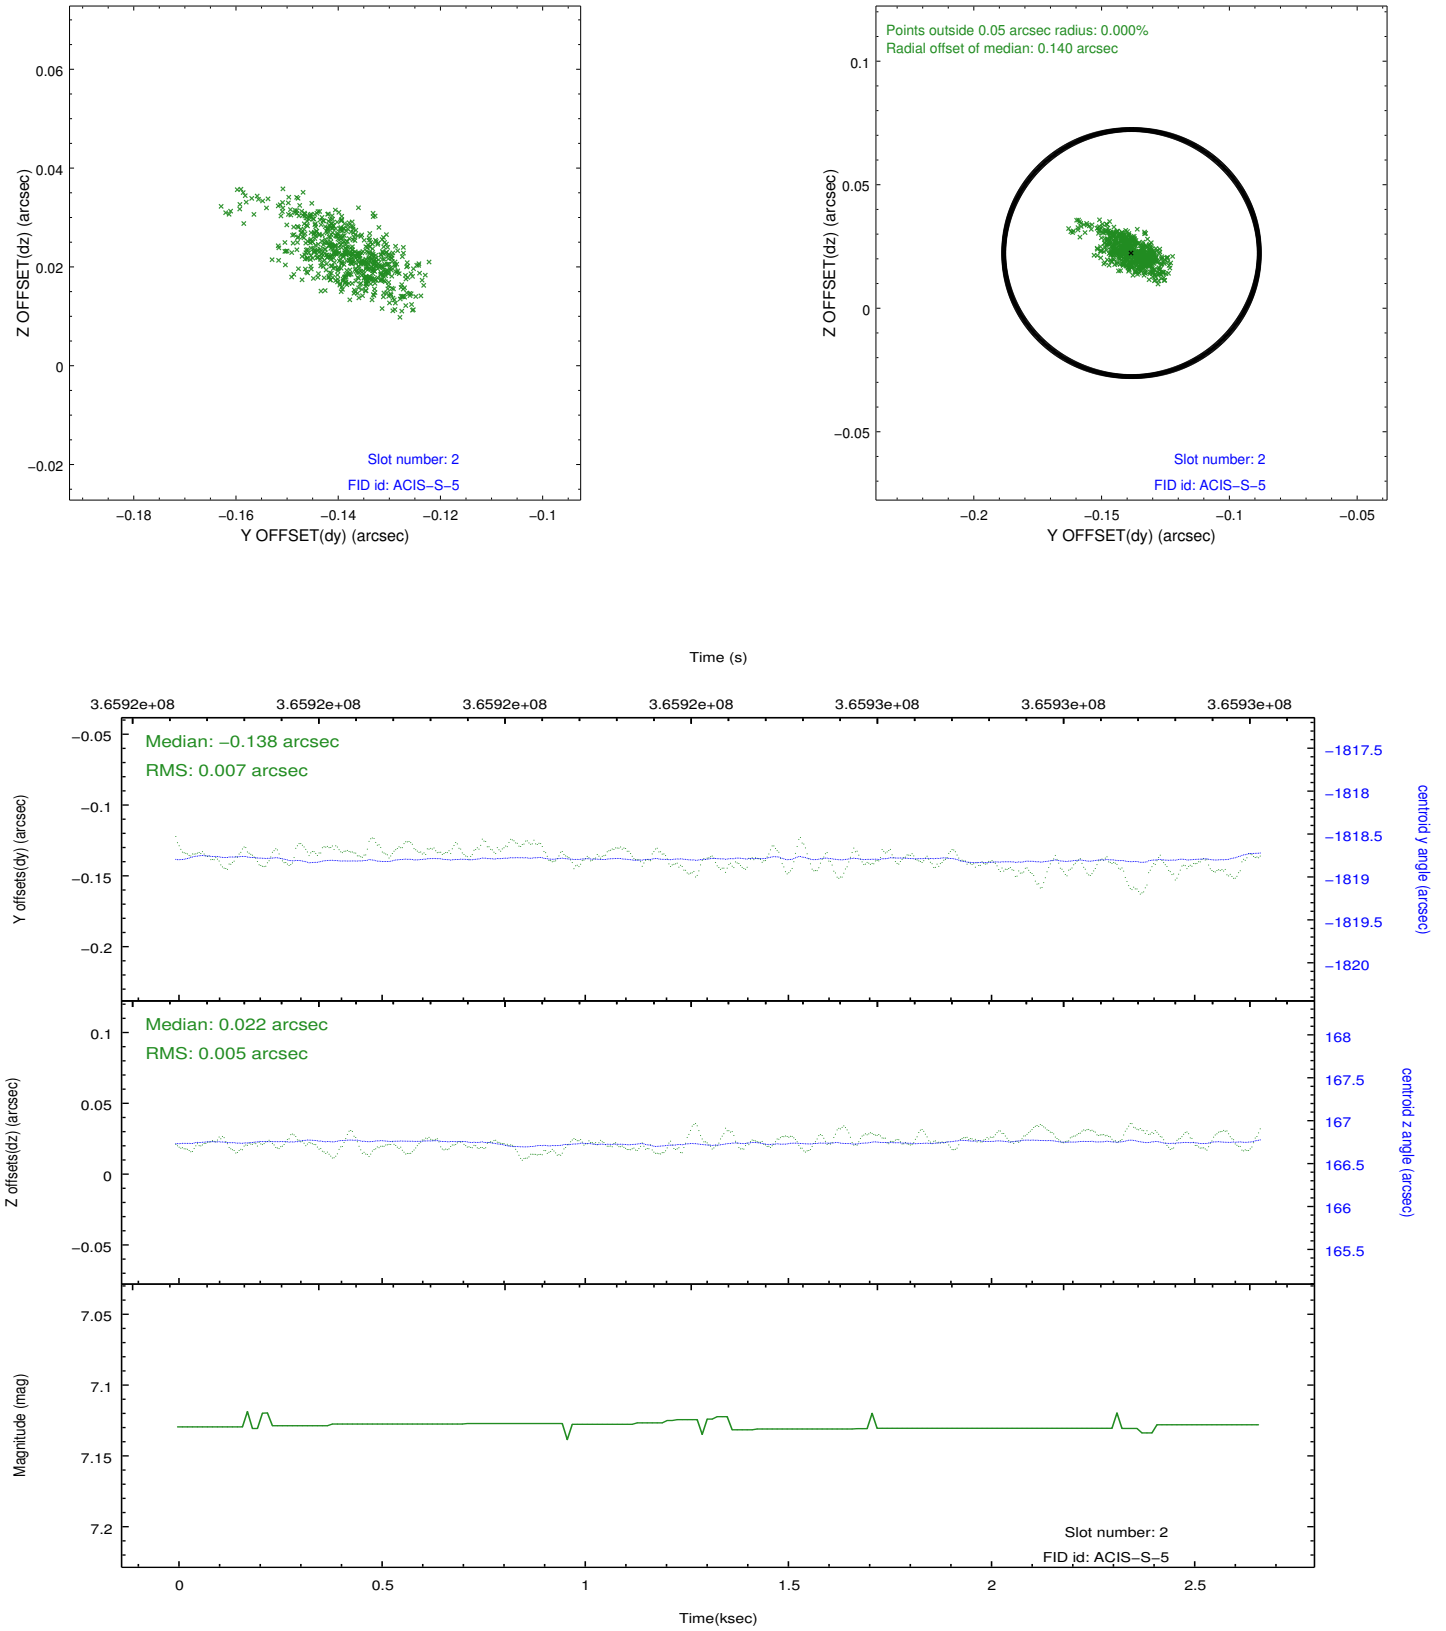 0.06
0.04
0.02
0
−0.02
Z OFFSET(dz) (arcsec)
Slot number: 2
FID id: ACIS−S−5
−0.18
−0.16
−0.14
−0.12
−0.1
Y OFFSET(dy) (arcsec)
Points outside 0.05 arcsec radius: 0.000%
Radial offset of median: 0.140 arcsec
0.1
0.05
0
−0.05
Z OFFSET(dz) (arcsec)
Slot number: 2
FID id: ACIS−S−5
−0.2
−0.15
−0.1
−0.05
Y OFFSET(dy) (arcsec)
Time (s)
3.6592e+08
3.6592e+08
3.6592e+08
3.6592e+08
3.6593e+08
3.6593e+08
3.6593e+08
Median: −0.138 arcsec
RMS: 0.007 arcsec
−0.05
−0.1
−0.15
−0.2
Y offsets(dy) (arcsec)
−1817.5
−1818
−1818.5
−1819
−1819.5
−1820
centroid y angle (arcsec)
Median: 0.022 arcsec
RMS: 0.005 arcsec
0.1
0.05
0
−0.05
Z offsets(dz) (arcsec)
168
167.5
167
166.5
166
165.5
centroid z angle (arcsec)
7.05
7.1
7.15
7.2
Magnitude (mag)
Slot number: 2
FID id: ACIS−S−5
0
0.5
1
1.5
2
2.5
Time(ksec)